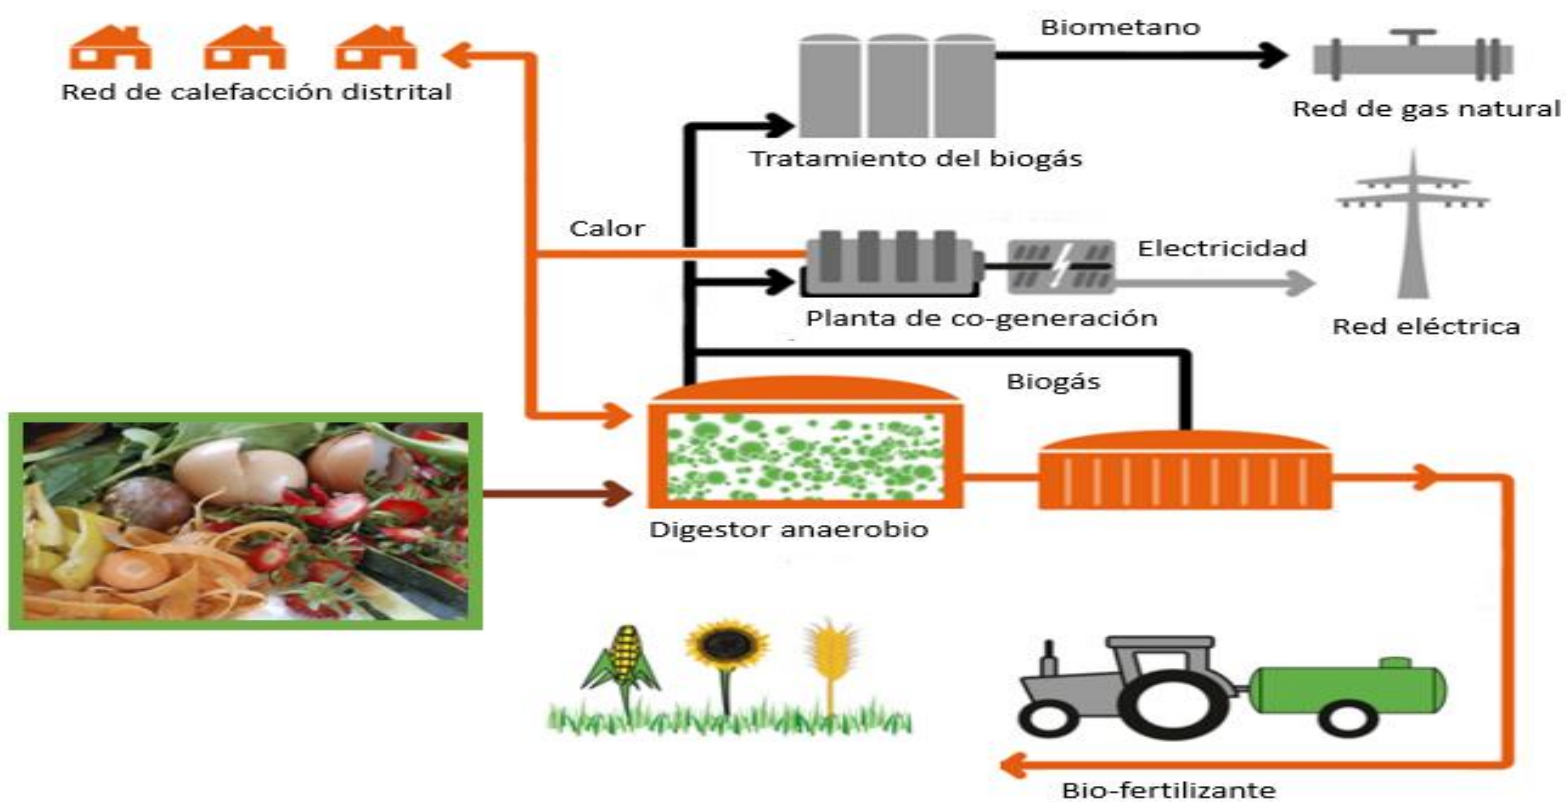 Biometano
Red de calefacción distrital
Red de gas natural
Tratamiento del biogás
Calor
Electricidad
Planta de co-generación
Red eléctrica
Biogás
Digestor anaerobio
Bio-fertilizante